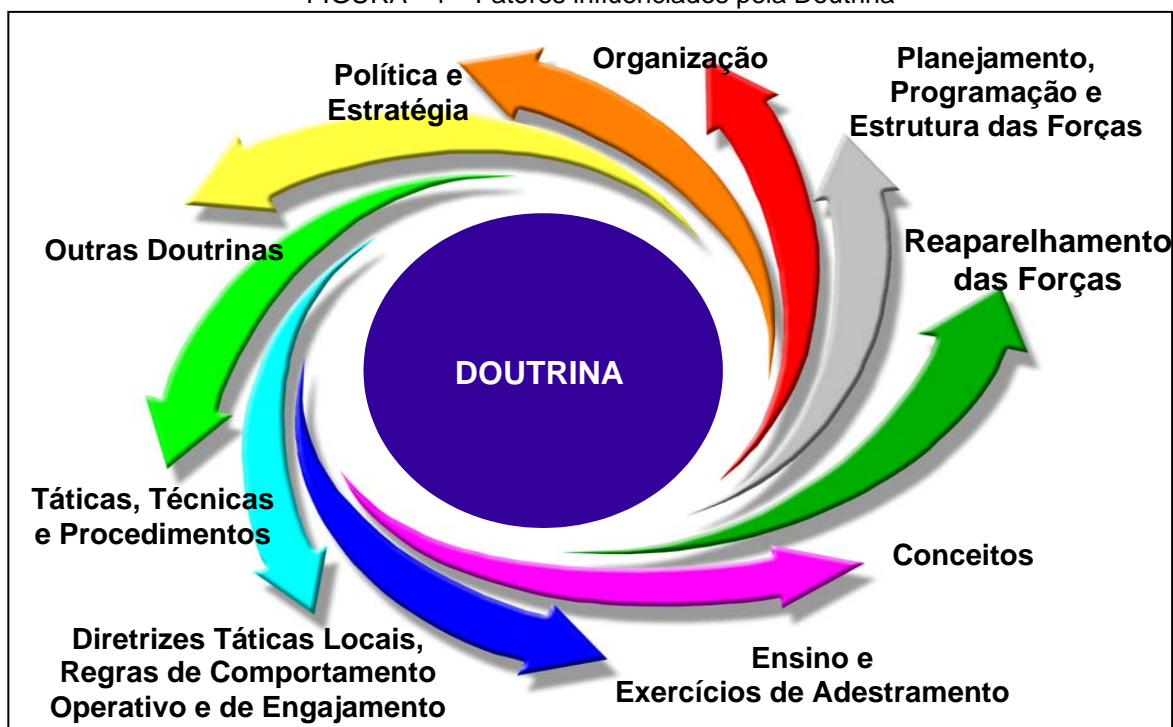 Organização
Planejamento,
Programação e
Estrutura das Forças
Política e
Estratégia
Reaparelhamento
das Forças
Outras Doutrinas
DOUTRINA
Táticas, Técnicas
e Procedimentos
Conceitos
Diretrizes Táticas Locais,
Regras de Comportamento
Operativo e de Engajamento
Ensino e
Exercícios de Adestramento